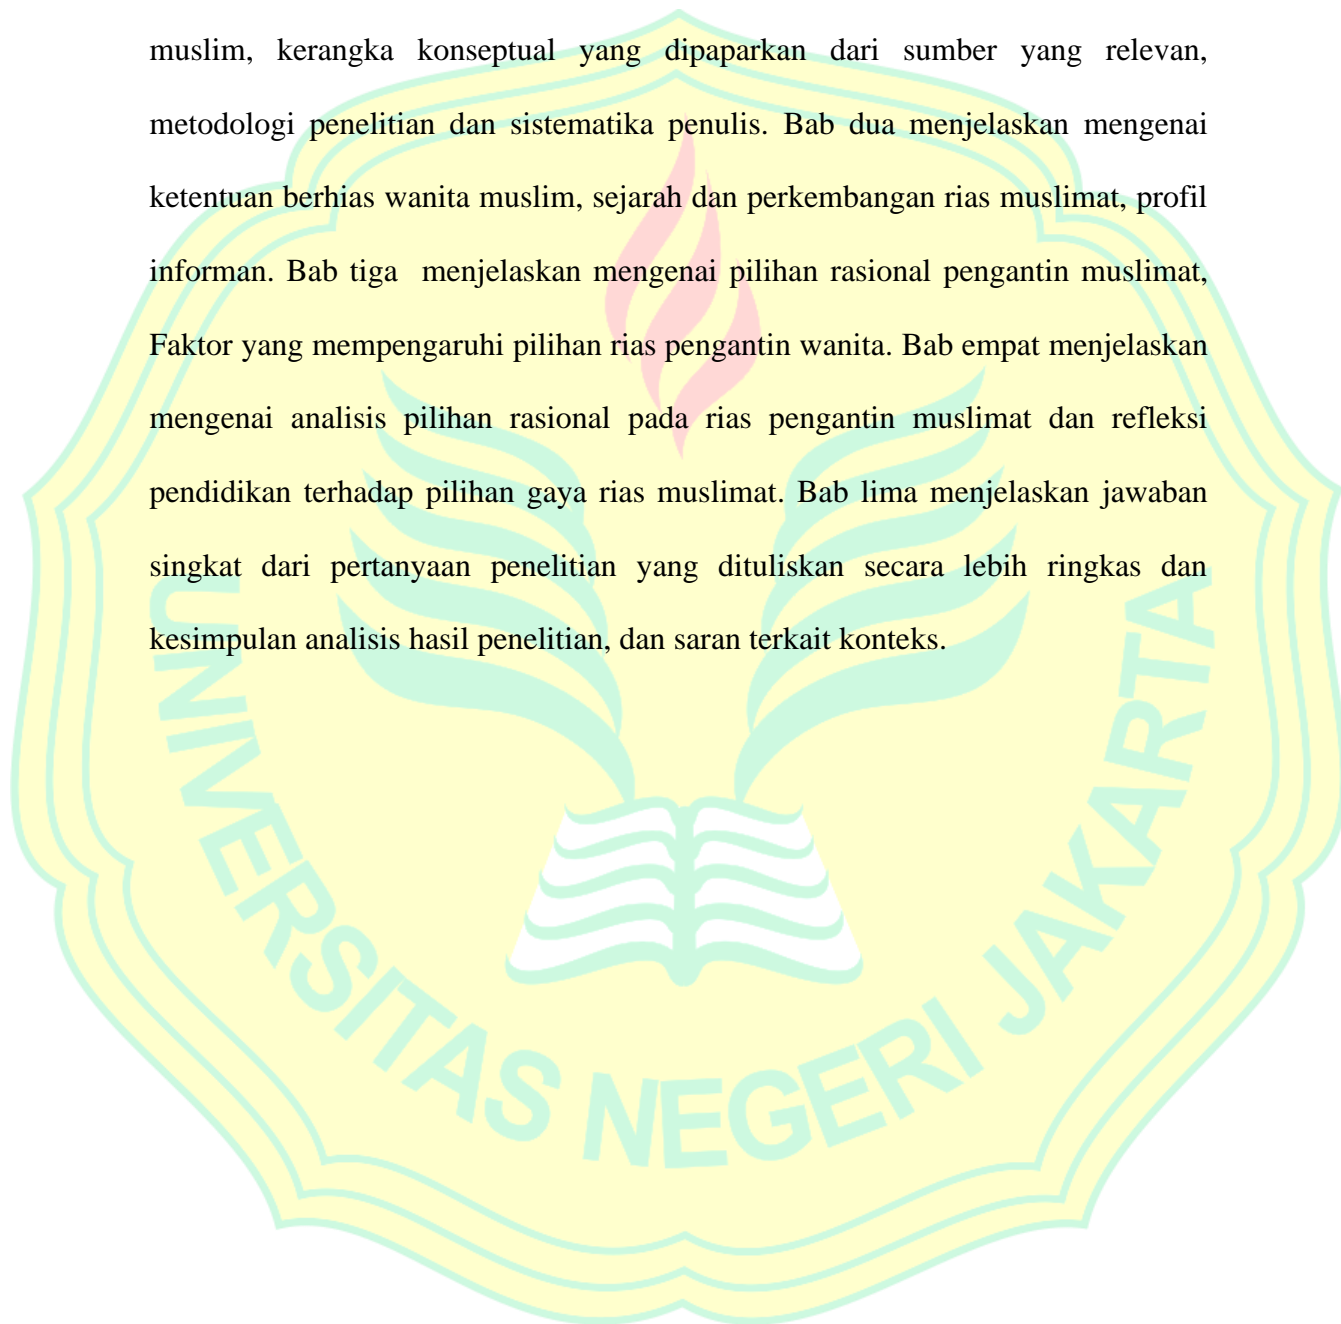 muslim, kerangka konseptual yang dipaparkan dari sumber yang relevan,
metodologi penelitian dan sistematika penulis. Bab dua menjelaskan mengenai
ketentuan berhias wanita muslim, sejarah dan perkembangan rias muslimat, profil
informan. Bab tiga  menjelaskan mengenai pilihan rasional pengantin muslimat,
Faktor yang mempengaruhi pilihan rias pengantin wanita. Bab empat menjelaskan
mengenai analisis pilihan rasional pada rias pengantin muslimat dan refleksi
pendidikan terhadap pilihan gaya rias muslimat. Bab lima menjelaskan jawaban
singkat dari pertanyaan penelitian yang dituliskan secara lebih ringkas dan
kesimpulan analisis hasil penelitian, dan saran terkait konteks.
UNIVERSITAS NEGERI JAKARTA